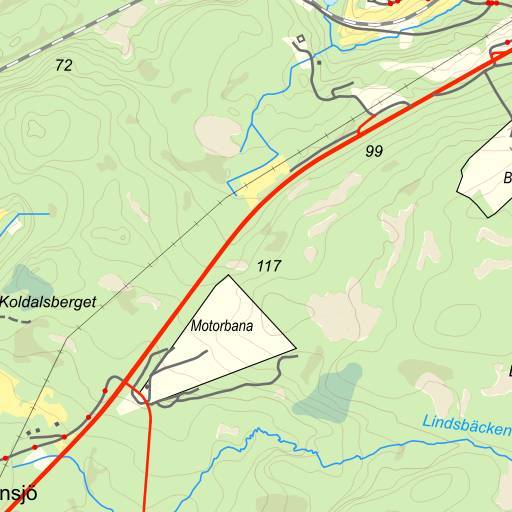 72
99
B
117
Koldalsberget
Motorbana
Lindsbäcken
nsjö